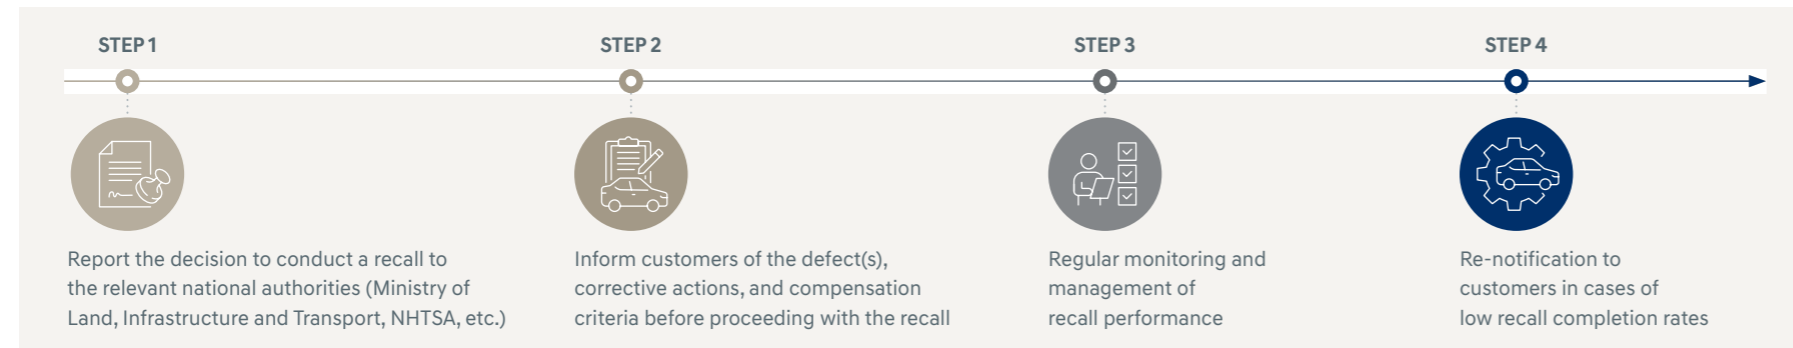 STEP 1
Report the decision to conduct a recall to
the relevant national authorities (Ministry of
Land, Infrastructure and Transport, NHTSA, etc.)
STEP 2
Inform customers of the defect(s),
corrective actions, and compensation
criteria before proceeding with the recall
STEP 3
Regular monitoring and
management of
recall performance
STEP 4
Re-notification to
customers in cases of
low recall completion rates